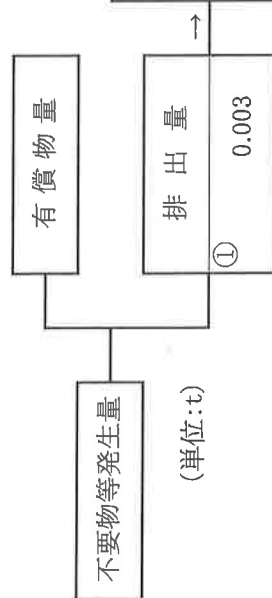 不要物等発生量
(単位:t)
有償物量
排出量
①
0.003
→